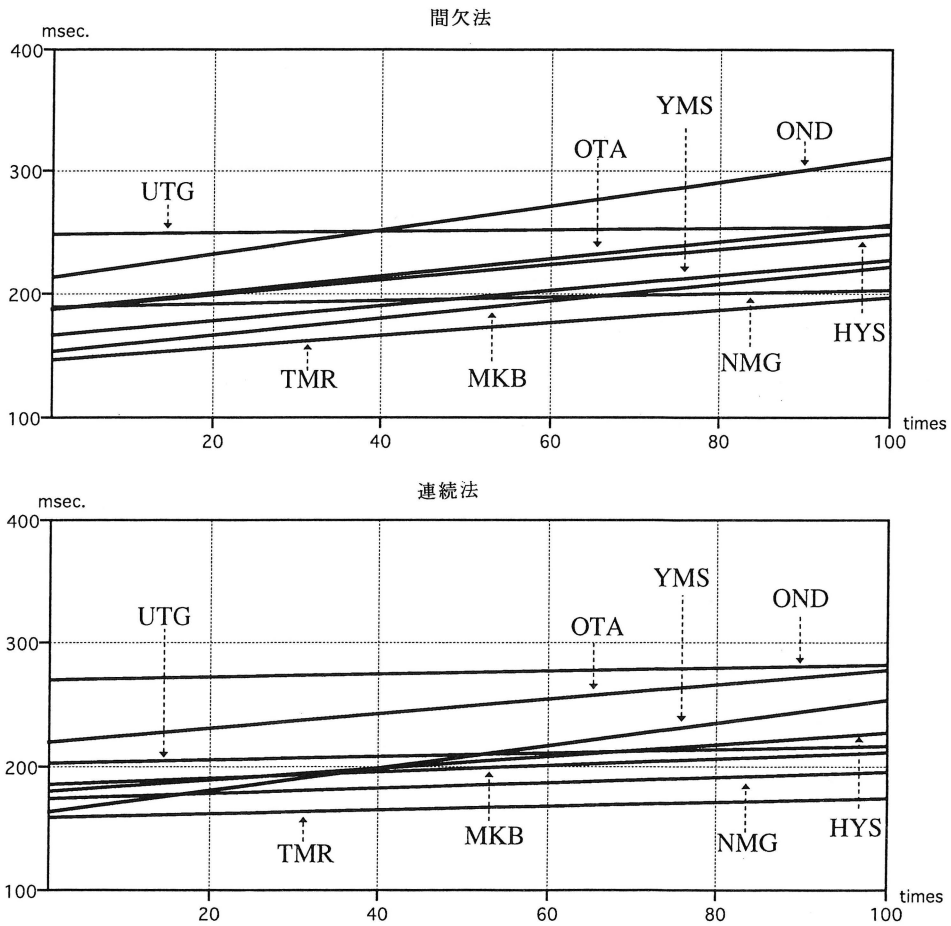 間欠法
msec.
400
YMS
OND
OTA
300
UTG
200
HYS
NMG
TMR
MKB
100
times
20
40
60
80
100
連続法
msec.
400
YMS
OND
UTG
OTA
300
200
HYS
MKB
NMG
TMR
100
times
20
40
60
80
100